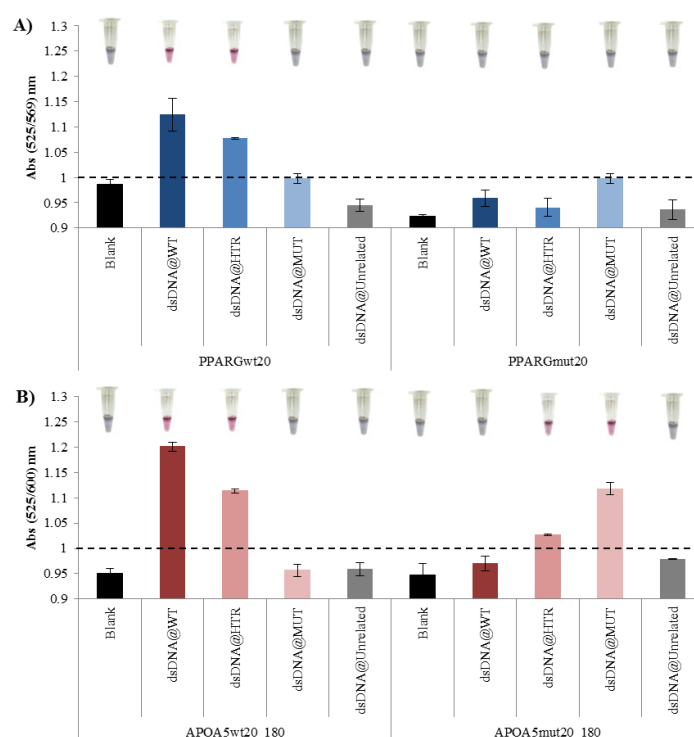 A)
Abs (525/569) nm
1.3
1.25
1.2
1.15
1.1
1.05
1
0.95
0.9
Blank
dsDNA@WT
dsDNA@HTR
dsDNA@MUT
dsDNA@Unrelated
Blank
dsDNA@WT
dsDNA@HTR
dsDNA@MUT
dsDNA@Unrelated
PPARGwt20
PPARGmut20
B)
Abs (525/600) nm
1.3
1.25
1.2
1.15
1.1
1.05
1
0.95
0.9
Blank
dsDNA@WT
dsDNA@HTR
dsDNA@MUT
dsDNA@Unrelated
Blank
dsDNA@WT
dsDNA@HTR
dsDNA@MUT
dsDNA@Unrelated
APOA5wt20_180
APOA5mut20_180